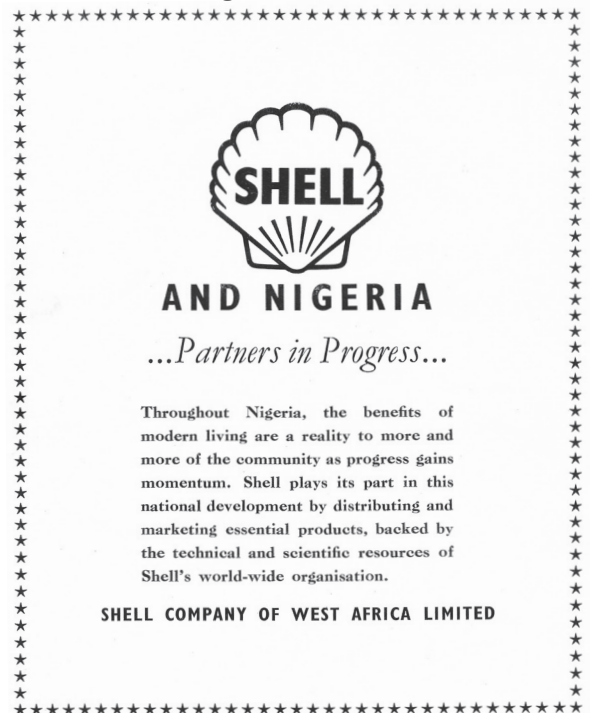 SHELL
AND NIGERIA
...Partners in Progress...
Throughout Nigeria, the benefits of
modern living are a reality to more and
more of the community as progress gains
momentum. Shell plays its part in this
national development by distributing and
marketing essential products, backed by
the technical and scientific resources of
Shell's world-wide organisation.
SHELL COMPANY OF WEST AFRICA LIMITED